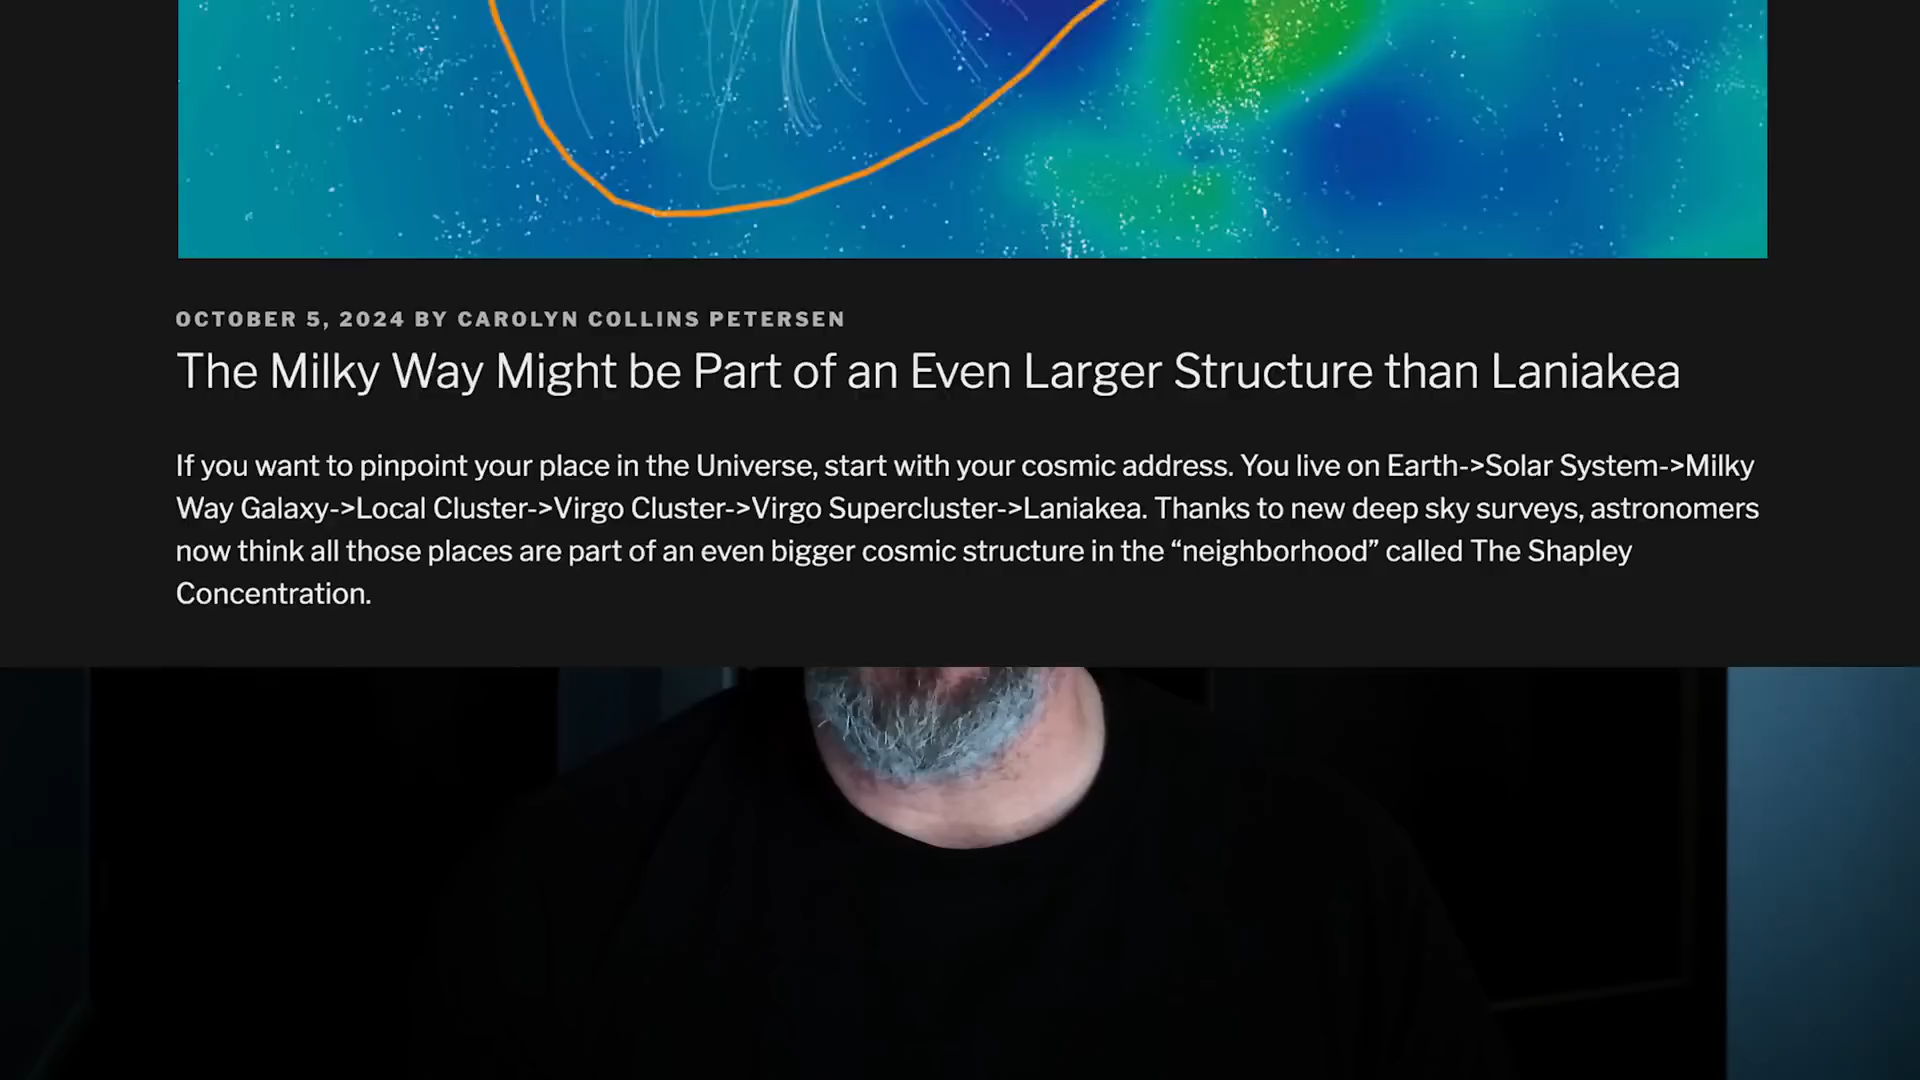 OCTOBER 5, 2024 BY CAROLYN COLLINS PETERSEN
The Milky Way Might be Part of an Even Larger Structure than Laniakea
If you want to pinpoint your place in the Universe, start with your cosmic address. You live on Earth->Solar System->Milky
Way Galaxy->Local Cluster->Virgo Cluster->Virgo Supercluster->Laniakea. Thanks to new deep sky surveys, astronomers
now think all those places are part of an even bigger cosmic structure in the “neighborhood” called The Shapley
Concentration.